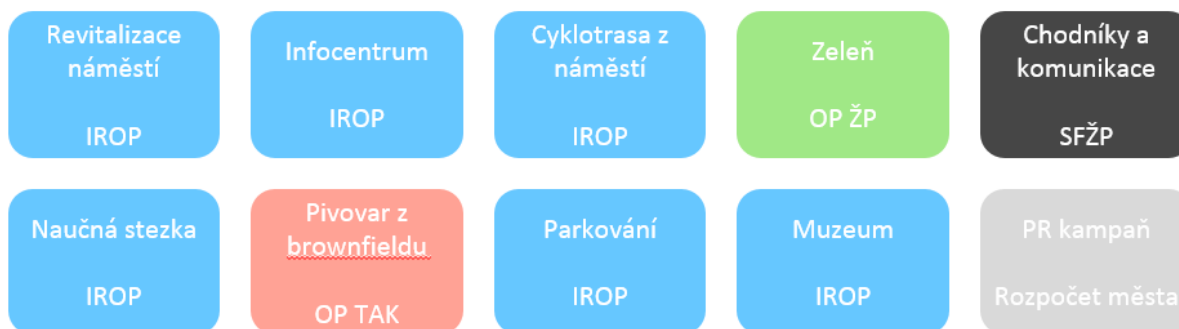 Revitalizace
náměstí
IROP
Infocentrum
IROP
Cyklotrasa z
náměstí
IROP
Zeleň
OP ŽP
Chodníky a
komunikace
SFŽP
Naučná stezka
IROP
Pivovar z
brownfieldu
OP TAK
Parkování
IROP
Muzeum
IROP
PR kampaň
Rozpočet města